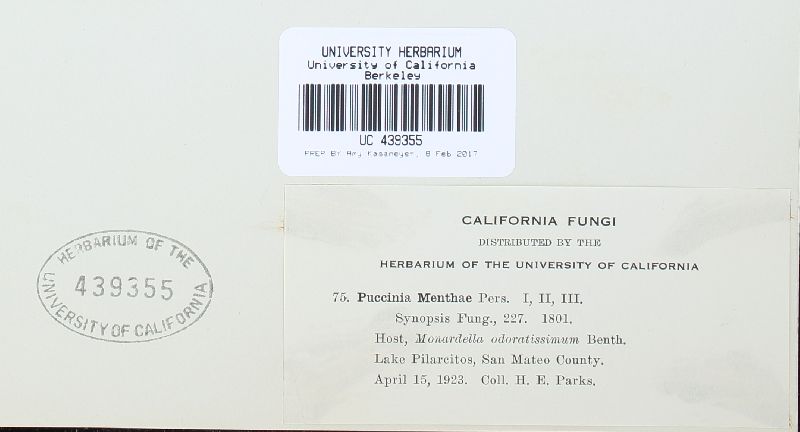 UNIVERSITY HERBARIUM
University of California
Berkeley
UC 439355
PREP BY Amy Kasameyer, 8 Feb 2017
CALIFORNIA FUNGI
DISTRIBUTED BY THE
HERBARIUM OF THE UNIVERSITY OF CALIFORNIA
75. Puccinia Menthae Pers. I, II, III.
Synopsis Fung., 227. 1801.
Host, Monardella odoratissimum Benth.
Lake Pilarcitos, San Mateo County.
April 15, 1923. Coll. H. E. Parks.
HERBARIUM OF THE
439355
UNIVERSITY OF CALIFORNIA